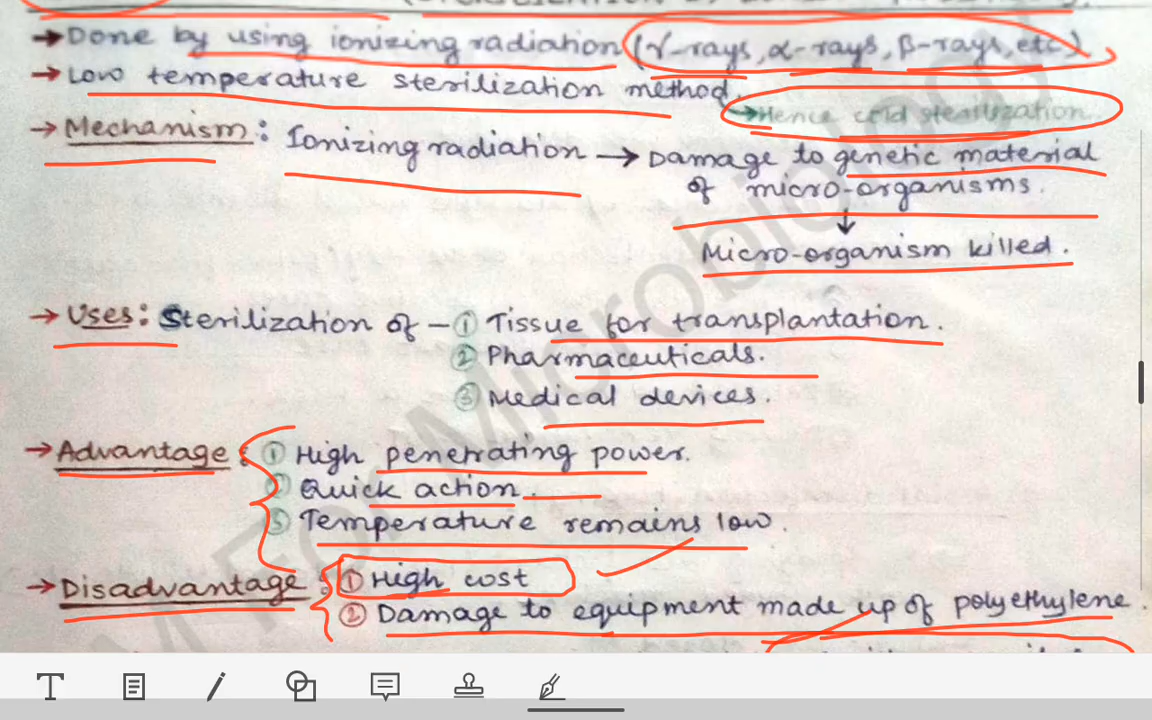 → Done by using ionizing radiation (γ-rays, α-rays, β-rays, etc)
→ Low temperature sterilization method.
→ Hence cold sterilization
→ Mechanism: Ionizing radiation → Damage to genetic material
of micro-organisms.
↓
Micro-organism killed.
→ Uses: Sterilization of - ① Tissue for transplantation.
② Pharmaceuticals.
③ Medical devices.
→ Advantage: ① High penetrating power.
② Quick action.
③ Temperature remains low.
→ Disadvantage: ① High cost
② Damage to equipment made up of polyethylene.
M For Microbiology
T